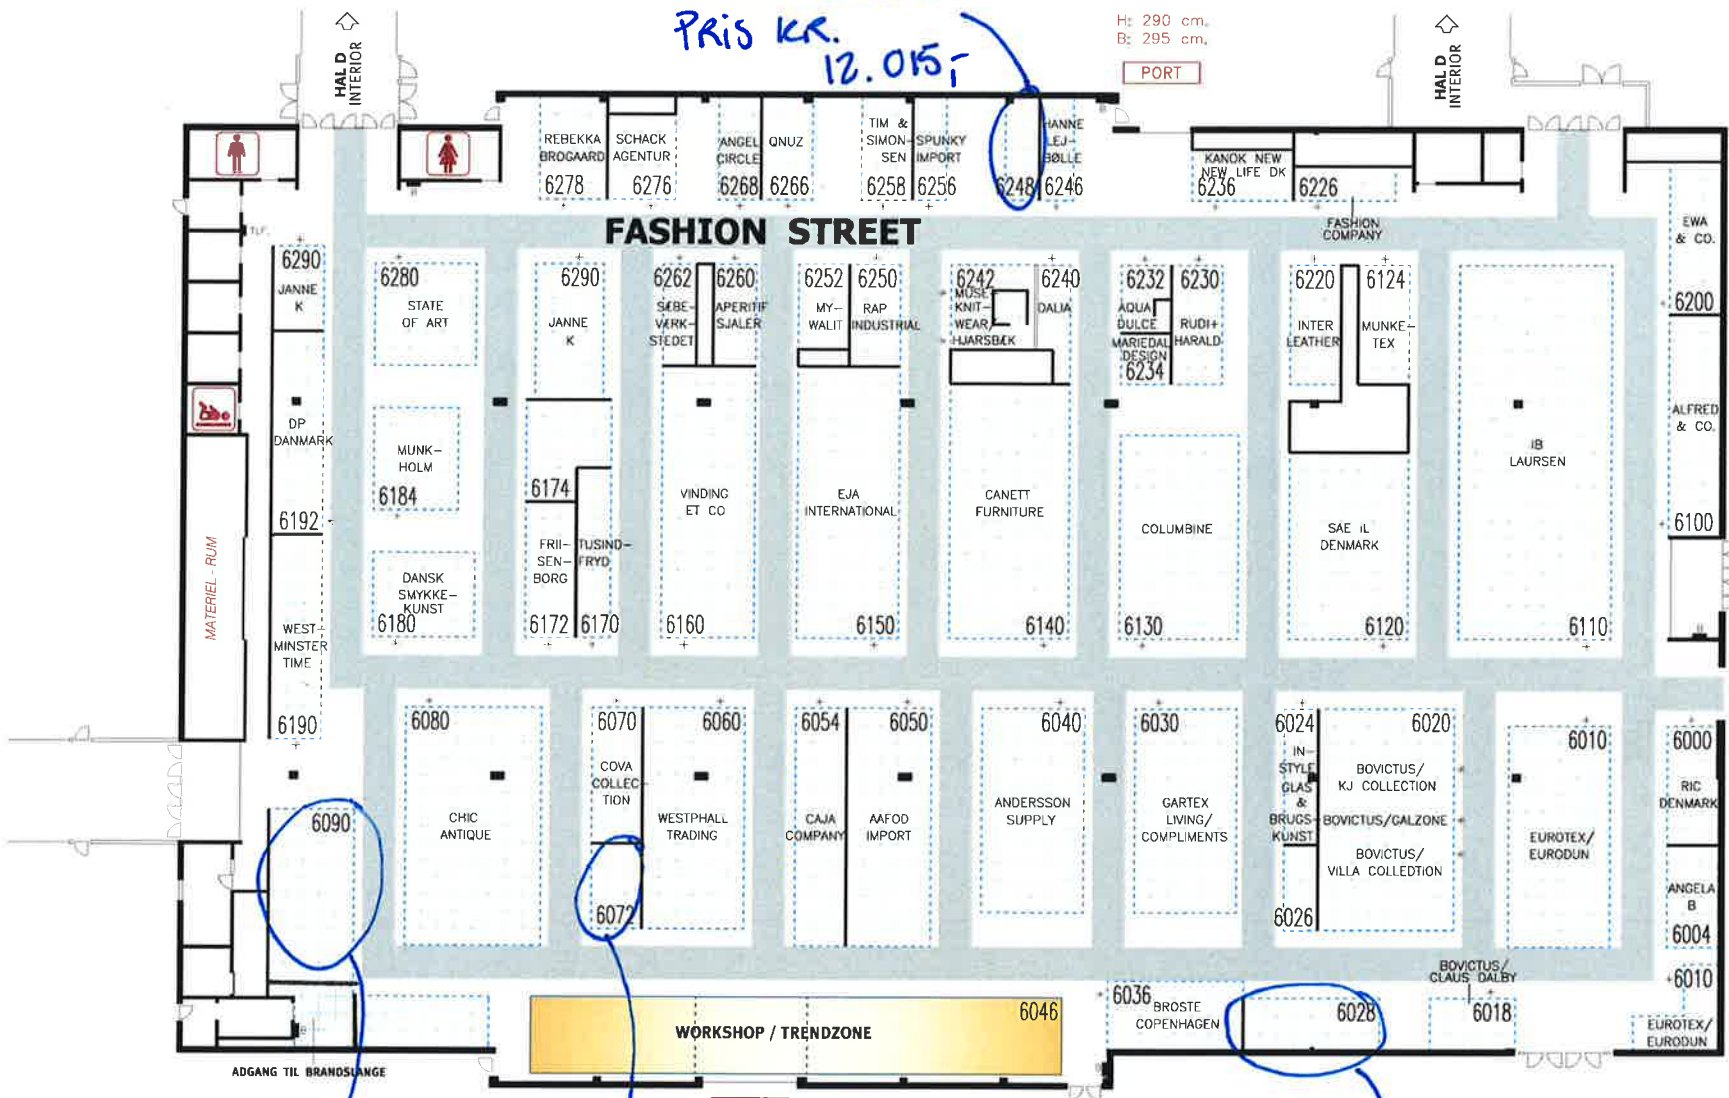 PRIS KR.
12.015,-
H: 290 cm.
B: 295 cm.
PORT
HAL D
INTERIOR
HAL D
INTERIOR
REBEKKA
BROGAARD
6278
SCHACK
AGENTUR
6276
ANGEL
CIRCLE
6268
QNUZ
6266
TIM &
SIMON-
SEN
6258
SPUNKY
IMPORT
6256
6248
HANNE
LEJ-
BØLLE
6246
KANOK NEW
NEW LIFE DK
6236
6226
FASHION
COMPANY
FASHION STREET
TLF.
EWA
& CO.
6200
6290
JANNE
K
6280
STATE
OF ART
6290
JANNE
K
6262
SÆBE-
VÆRK-
STEDET
6260
APERITIF
SJALER
6252
MY-
WALIT
6250
RAP
INDUSTRIAL
6242
MUSE
KNIT-
WEAR/
HJARSBÆK
6240
DALIA
6232
AQUA
DULCE
MARIEDAL
DESIGN
6234
6230
RUDI+
HARALD
6220
INTER
LEATHER
6124
MUNKE-
TEX
IB
LAURSEN
6110
ALFRED
& CO.
6100
DP
DANMARK
6192
MUNK-
HOLM
6184
DANSK
SMYKKE-
KUNST
6180
6174
FRII-
SEN-
BORG
6172
TUSIND-
FRYD
6170
VINDING
ET CO
6160
EJA
INTERNATIONAL
6150
CANETT
FURNITURE
6140
COLUMBINE
6130
SAE IL
DENMARK
6120
MATERIEL - RUM
WEST-
MINSTER
TIME
6190
6080
CHIC
ANTIQUE
6070
COVA
COLLEC-
TION
6072
6060
WESTPHALL
TRADING
6054
CAJA
COMPANY
6050
AAFOD
IMPORT
6040
ANDERSSON
SUPPLY
6030
GARTEX
LIVING/
COMPLIMENTS
6024
IN-
STYLE
GLAS
&
BRUGS-
KUNST
6026
6020
BOVICTUS/
KJ COLLECTION
BOVICTUS/CALZONE
BOVICTUS/
VILLA COLLEDTION
6010
EUROTEX/
EURODUN
6000
RIC
DENMARK
ANGELA
B
6004
6090
6010
EUROTEX/
EURODUN
BOVICTUS/
CLAUS DALBY
6018
6028
6036
BROSTE
COPENHAGEN
WORKSHOP / TRENDZONE
6046
ADGANG TIL BRANDSLANGE